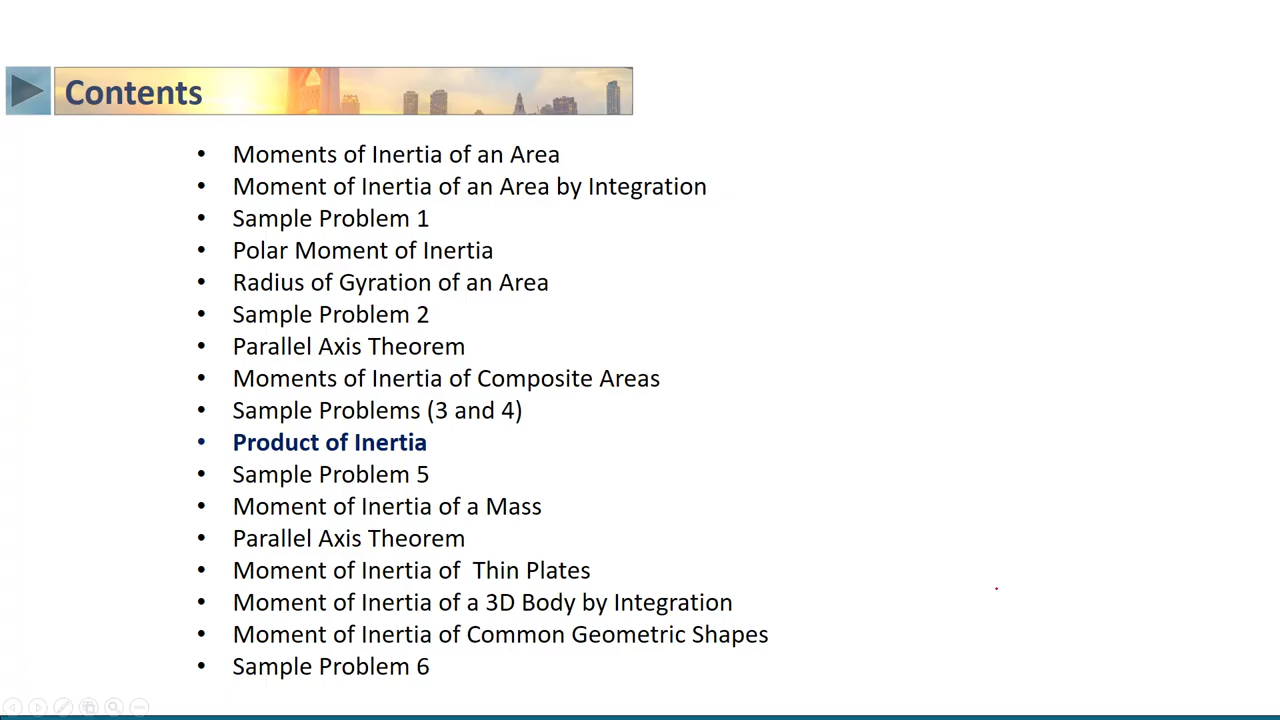 Contents
• Moments of Inertia of an Area
• Moment of Inertia of an Area by Integration
• Sample Problem 1
• Polar Moment of Inertia
• Radius of Gyration of an Area
• Sample Problem 2
• Parallel Axis Theorem
• Moments of Inertia of Composite Areas
• Sample Problems (3 and 4)
• Product of Inertia
• Sample Problem 5
• Moment of Inertia of a Mass
• Parallel Axis Theorem
• Moment of Inertia of  Thin Plates
• Moment of Inertia of a 3D Body by Integration
• Moment of Inertia of Common Geometric Shapes
• Sample Problem 6